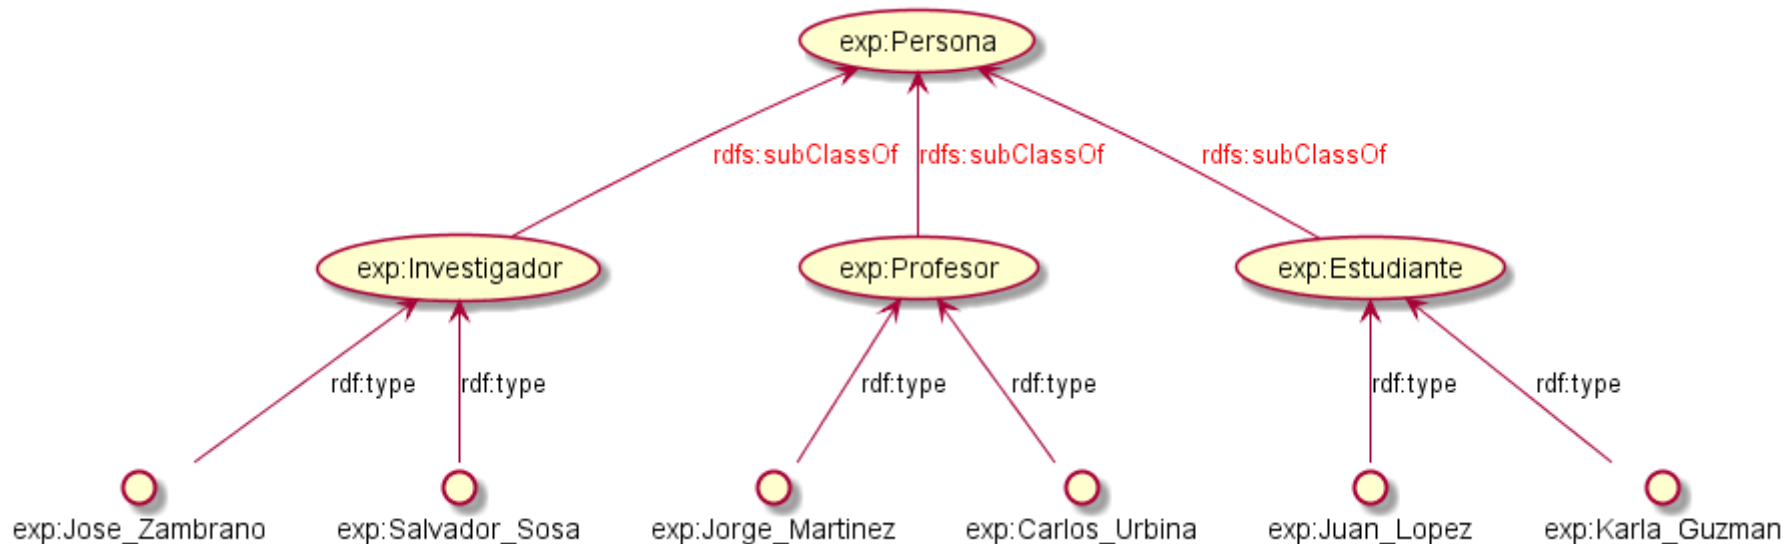 exp:Persona
rdfs:subClassOf rdfs:subClassOf rdfs:subClassOf
exp:Investigador exp:Profesor exp:Estudiante
rdf:type rdf:type rdf:type rdf:type rdf:type rdf:type
exp:Jose_Zambrano exp:Salvador_Sosa exp:Jorge_Martinez exp:Carlos_Urbina exp:Juan_Lopez exp:Karla_Guzman